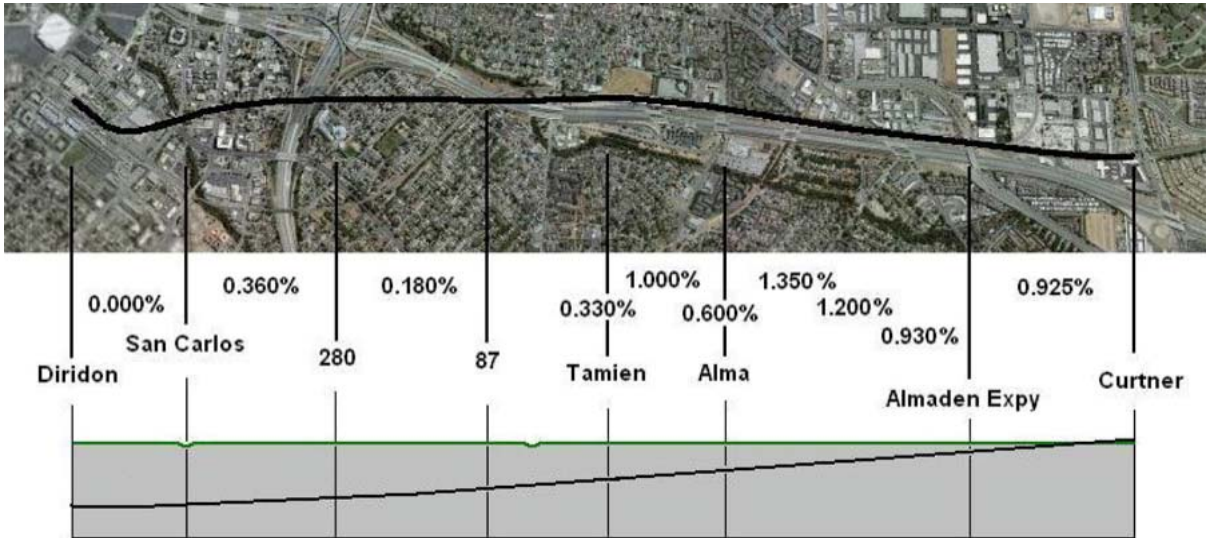 0.000%
0.360%
0.180%
0.330%
1.000%
0.600%
1.350%
1.200%
0.930%
0.925%
Diridon
San Carlos
280
87
Tamien
Alma
Almaden Expy
Curtner